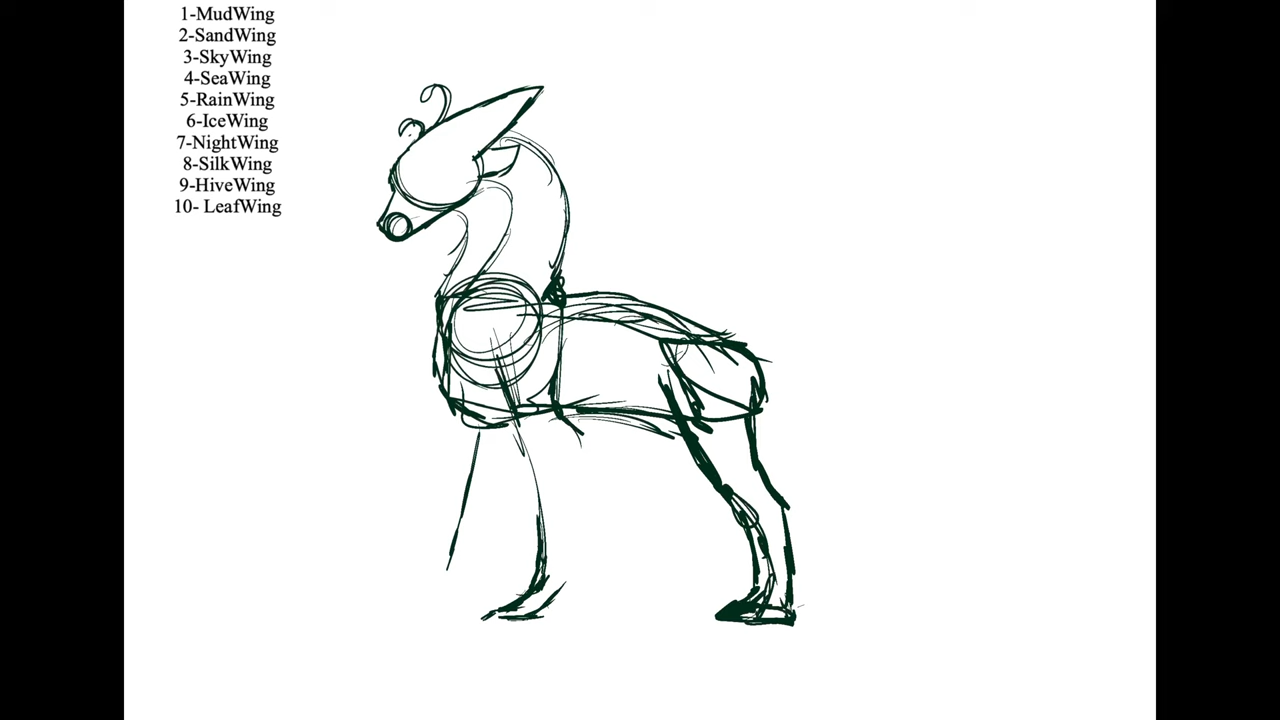 1-MudWing
2-SandWing
3-SkyWing
4-SeaWing
5-RainWing
6-IceWing
7-NightWing
8-SilkWing
9-HiveWing
10- LeafWing